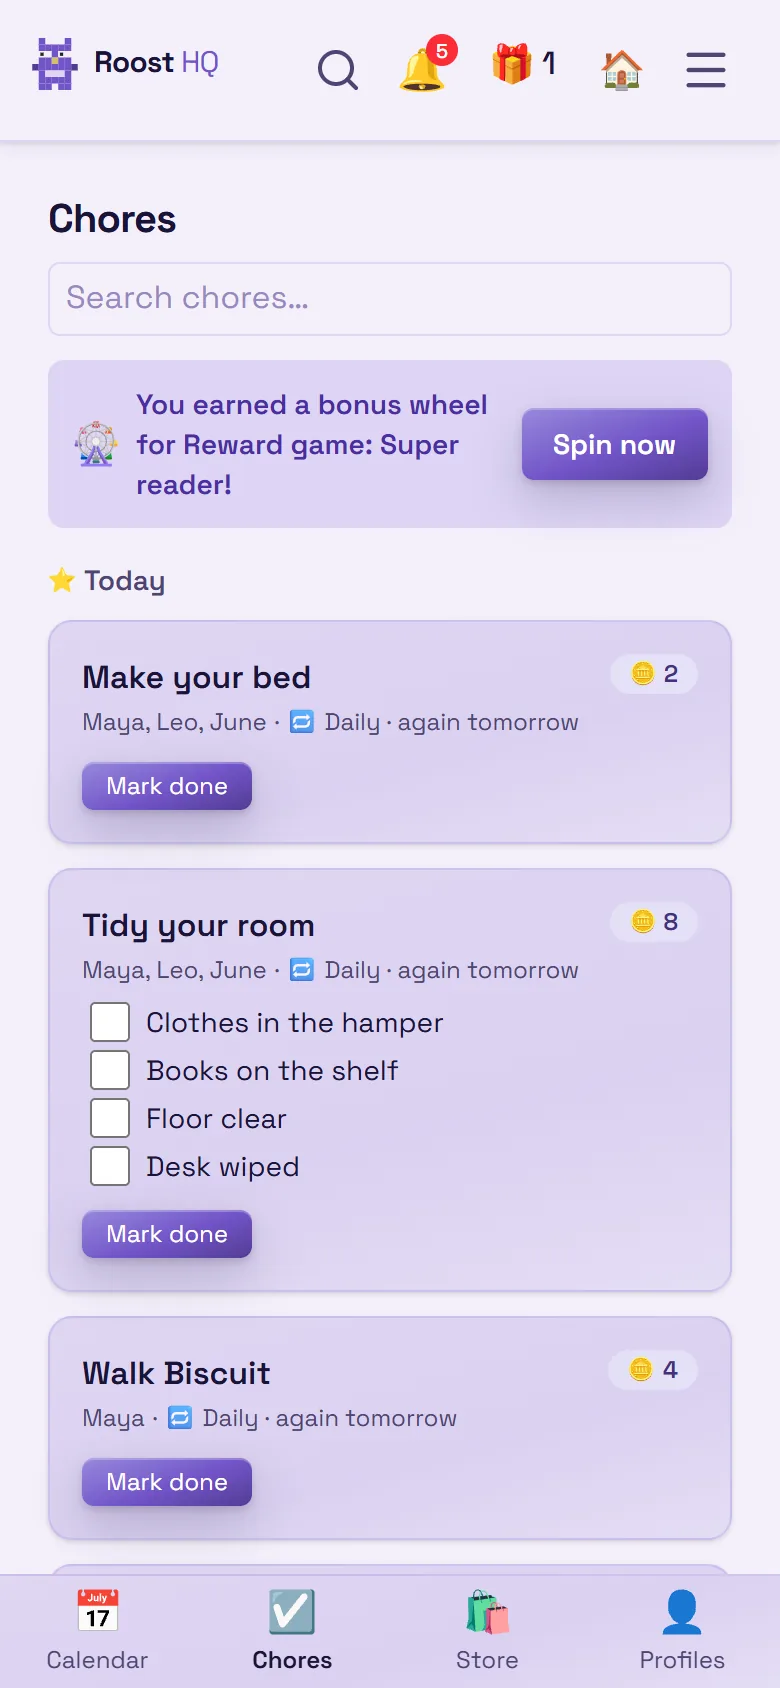 Roost HQ
5
1
Chores
Search chores...
You earned a bonus wheel
for Reward game: Super
reader!
Spin now
Today
Make your bed
2
Maya, Leo, June · Daily · again tomorrow
Mark done
Tidy your room
8
Maya, Leo, June · Daily · again tomorrow
Clothes in the hamper
Books on the shelf
Floor clear
Desk wiped
Mark done
Walk Biscuit
4
Maya · Daily · again tomorrow
Mark done
July
17
Calendar
Chores
Store
Profiles